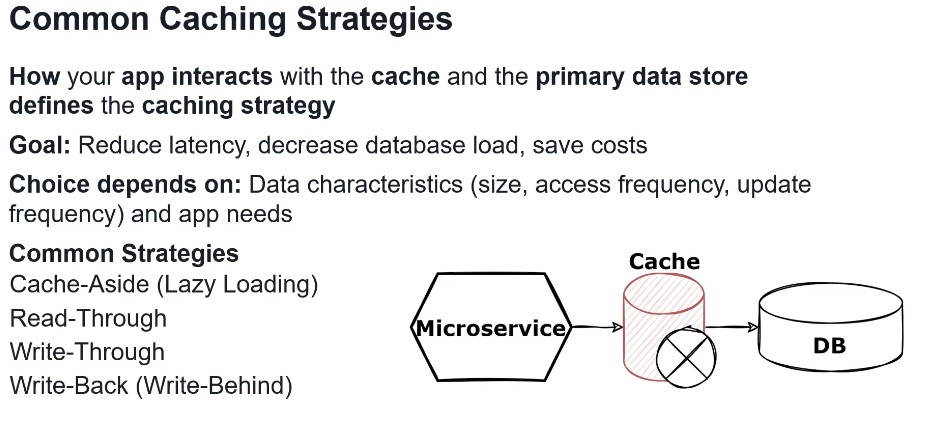 Common Caching Strategies
How your app interacts with the cache and the primary data store
defines the caching strategy
Goal: Reduce latency, decrease database load, save costs
Choice depends on: Data characteristics (size, access frequency, update
frequency) and app needs
Common Strategies
Cache-Aside (Lazy Loading)
Read-Through
Write-Through
Write-Back (Write-Behind)
Cache
Microservice
DB